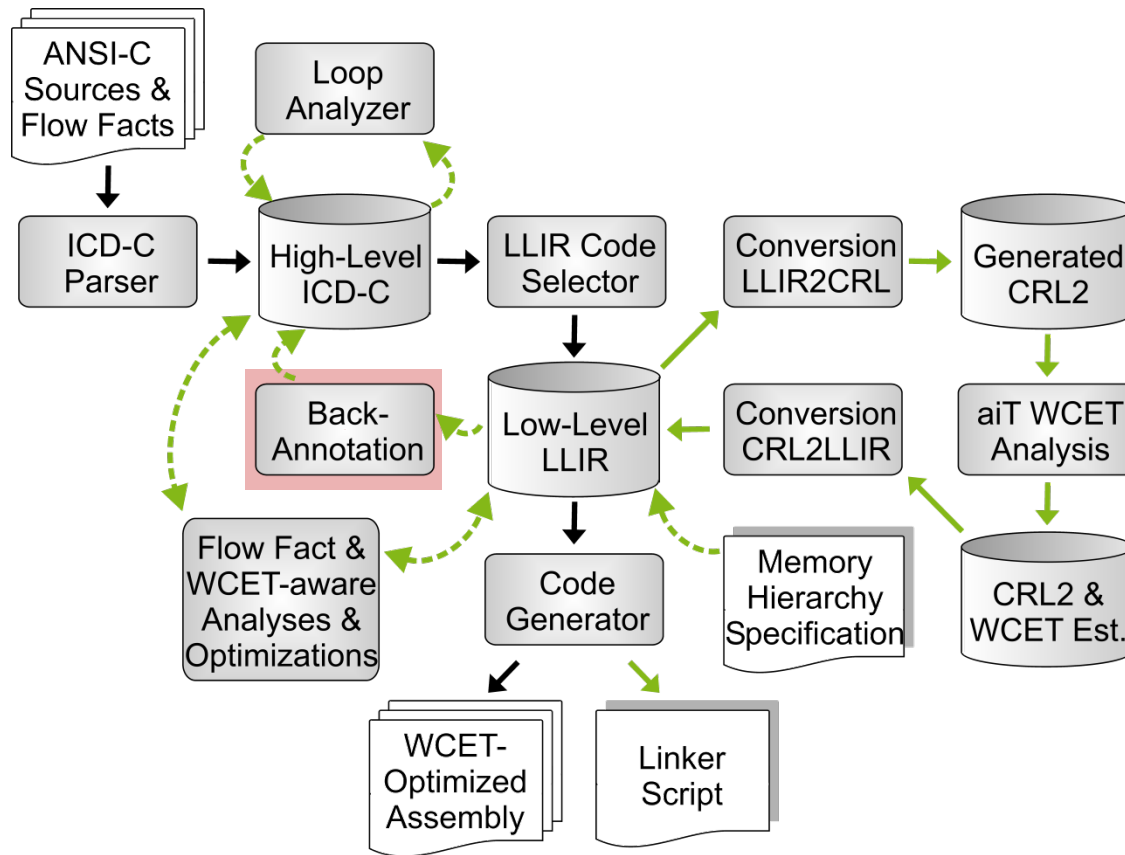 ANSI-C
Sources &
Flow Facts
Loop
Analyzer
ICD-C
Parser
High-Level
ICD-C
LLIR Code
Selector
Conversion
LLIR2CRL
Generated
CRL2
Back-
Annotation
Low-Level
LLIR
Conversion
CRL2LLIR
aiT WCET
Analysis
Flow Fact &
WCET-aware
Analyses &
Optimizations
Code
Generator
Memory
Hierarchy
Specification
CRL2 &
WCET Est.
WCET-
Optimized
Assembly
Linker
Script